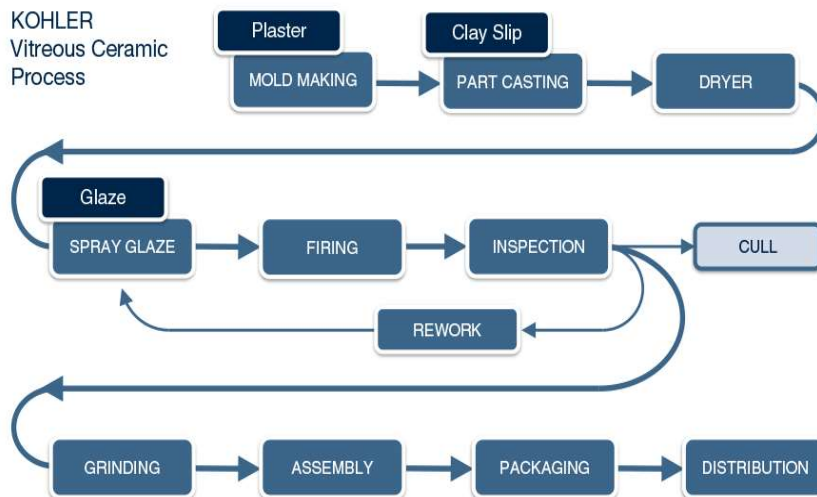 KOHLER
Vitreous Ceramic
Process
Plaster
MOLD MAKING
Clay Slip
PART CASTING
DRYER
Glaze
SPRAY GLAZE
FIRING
INSPECTION
CULL
REWORK
GRINDING
ASSEMBLY
PACKAGING
DISTRIBUTION